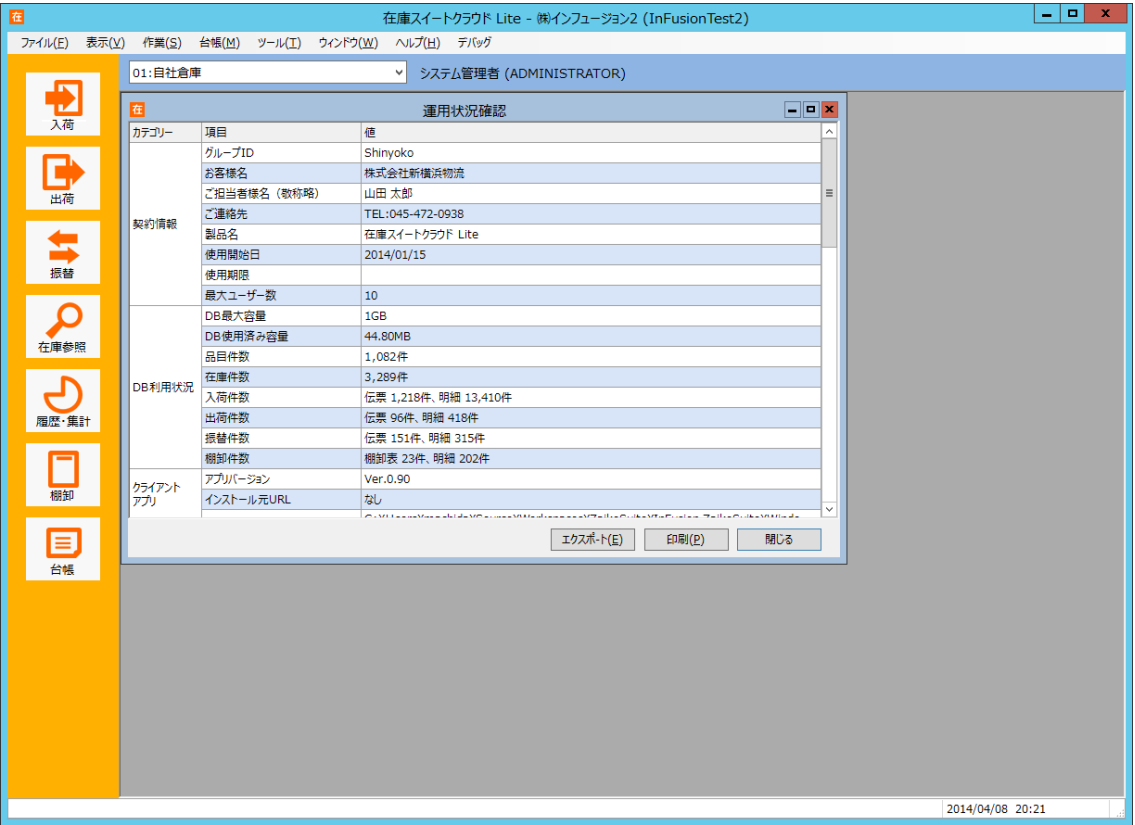 在
在庫スイートクラウド Lite - ㈱インフュージョン2 (InFusionTest2)
ファイル(F) 表示(V) 作業(S) 台帳(M) ツール(T) ウィンドウ(W) ヘルプ(H) デバッグ
01:自社倉庫 システム管理者 (ADMINISTRATOR)
入荷
出荷
振替
在庫参照
履歴・集計
棚卸
台帳
在 運用状況確認
カテゴリー 項目 値
契約情報
グループID Shinyoko
お客様名 株式会社新横浜物流
ご担当者様名（敬称略） 山田 太郎
ご連絡先 TEL:045-472-0938
製品名 在庫スイートクラウド Lite
使用開始日 2014/01/15
使用期限
最大ユーザー数 10
DB利用状況
DB最大容量 1GB
DB使用済み容量 44.80MB
品目件数 1,082件
在庫件数 3,289件
入荷件数 伝票 1,218件、明細 13,410件
出荷件数 伝票 96件、明細 418件
振替件数 伝票 151件、明細 315件
棚卸件数 棚卸表 23件、明細 202件
クライアント
アプリ
アプリバージョン Ver.0.90
インストール元URL なし
エクスポート(E) 印刷(P) 閉じる
2014/04/08 20:21